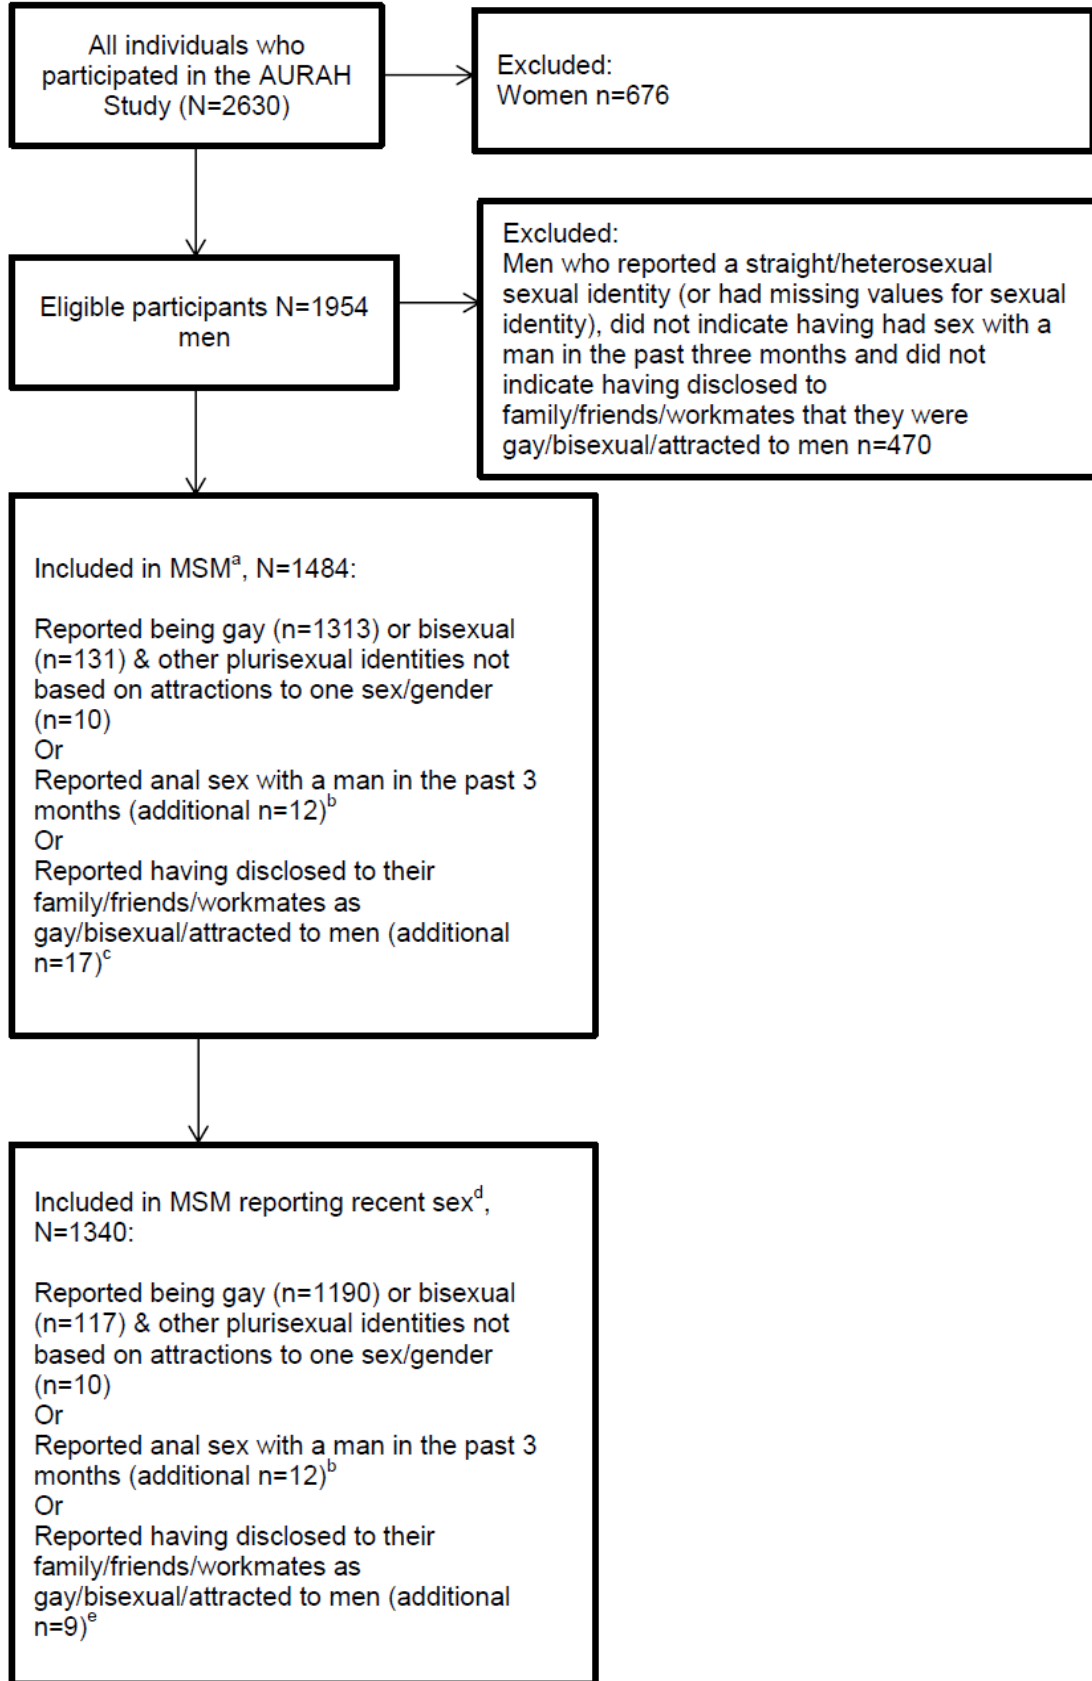 All individuals who
participated in the AURAH
Study (N=2630)
Excluded:
Women n=676
Eligible participants N=1954
men
Excluded:
Men who reported a straight/heterosexual
sexual identity (or had missing values for sexual
identity), did not indicate having had sex with a
man in the past three months and did not
indicate having disclosed to
family/friends/workmates that they were
gay/bisexual/attracted to men n=470
Included in MSMᵃ, N=1484:
Reported being gay (n=1313) or bisexual
(n=131) & other plurisexual identities not
based on attractions to one sex/gender
(n=10)
Or
Reported anal sex with a man in the past 3
months (additional n=12)ᵇ
Or
Reported having disclosed to their
family/friends/workmates as
gay/bisexual/attracted to men (additional
n=17)ᶜ
Included in MSM reporting recent sexᵈ,
N=1340:
Reported being gay (n=1190) or bisexual
(n=117) & other plurisexual identities not
based on attractions to one sex/gender
(n=10)
Or
Reported anal sex with a man in the past 3
months (additional n=12)ᵇ
Or
Reported having disclosed to their
family/friends/workmates as
gay/bisexual/attracted to men (additional
n=9)ᵉ